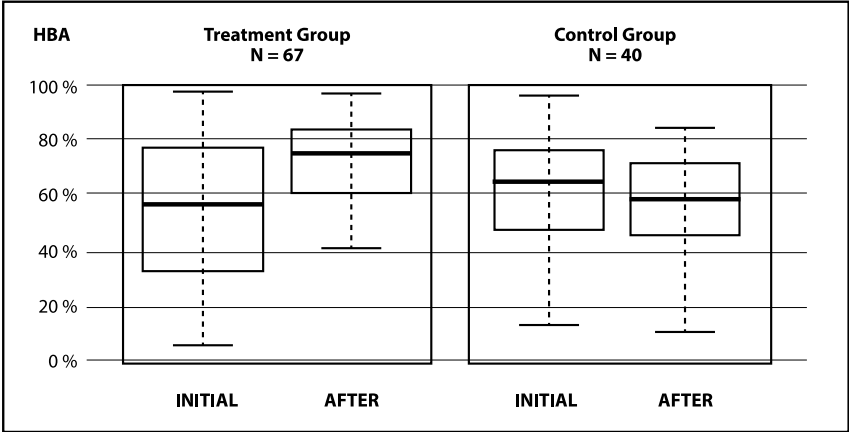 HBA
Treatment Group
N = 67
Control Group
N = 40
100 %
80 %
60 %
40 %
20 %
0 %
INITIAL
AFTER
INITIAL
AFTER